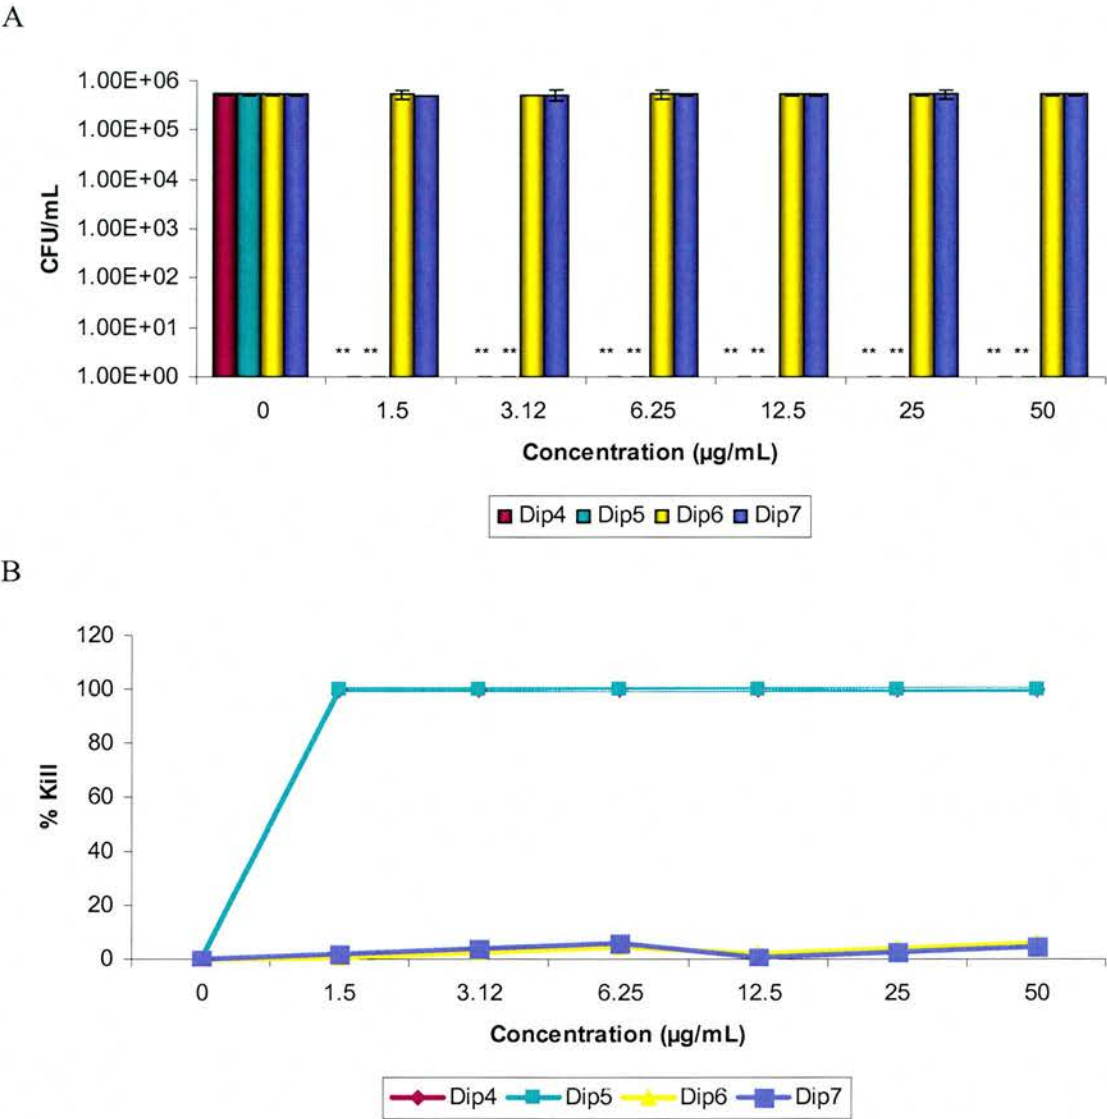 A
1.00E+06
1.00E+05
1.00E+04
1.00E+03
1.00E+02
1.00E+01
1.00E+00
CFU/mL
** ** ** ** ** ** ** ** ** ** ** **
0 1.5 3.12 6.25 12.5 25 50
Concentration (µg/mL)
Dip4 Dip5 Dip6 Dip7
B
120
100
80
60
40
20
0
% Kill
0 1.5 3.12 6.25 12.5 25 50
Concentration (µg/mL)
Dip4 Dip5 Dip6 Dip7